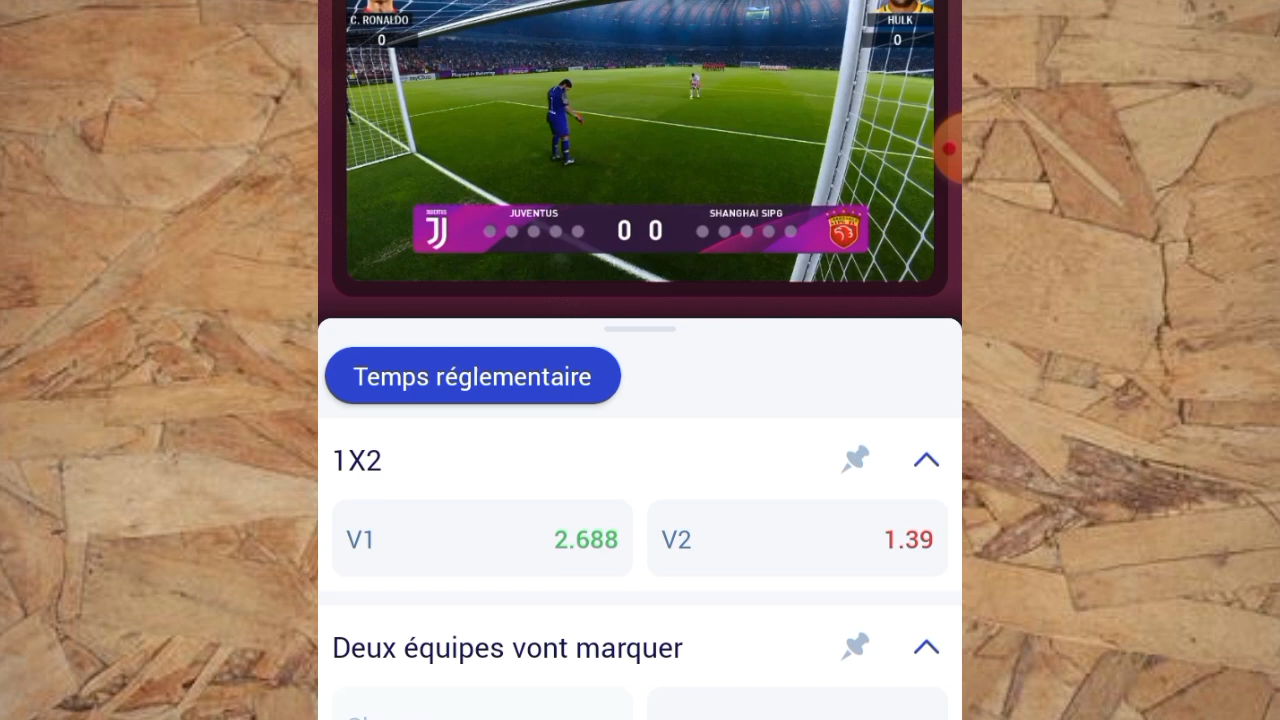 C. RONALDO
HULK
0
0
JUVENTUS
SHANGHAI SIPG
0 0
Temps réglementaire
1X2
V1
2.688
V2
1.39
Deux équipes vont marquer